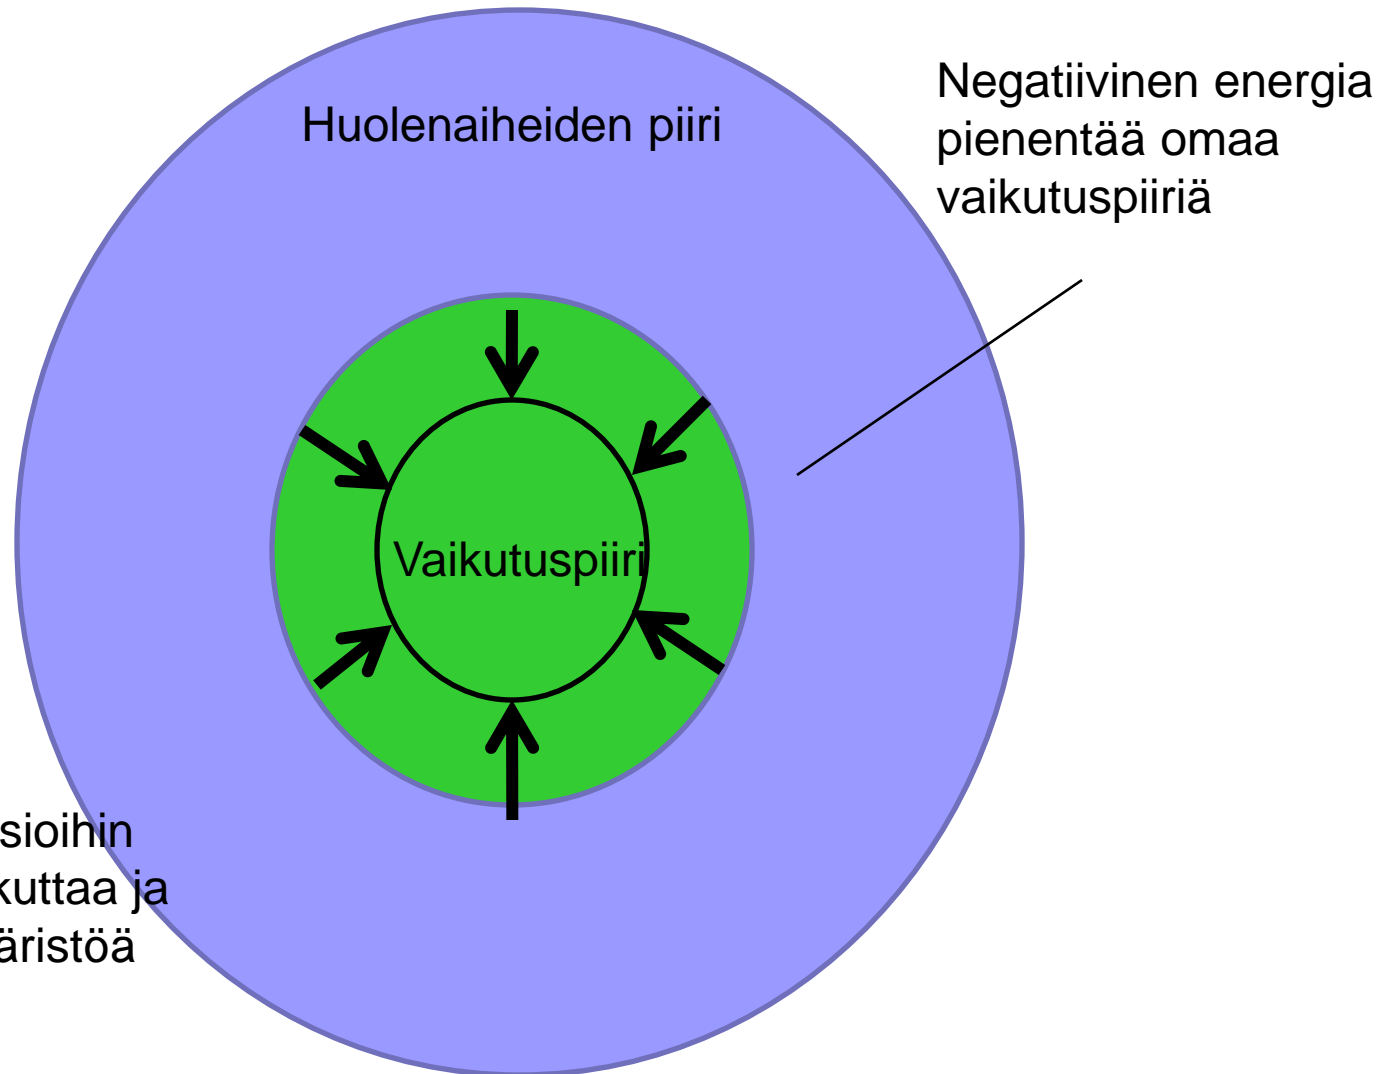 Huolenaiheiden piiri
Negatiivinen energia
pienentää omaa
vaikutuspiiriä
Vaikutuspiiri
sioihin
kuttaa ja
äristöä